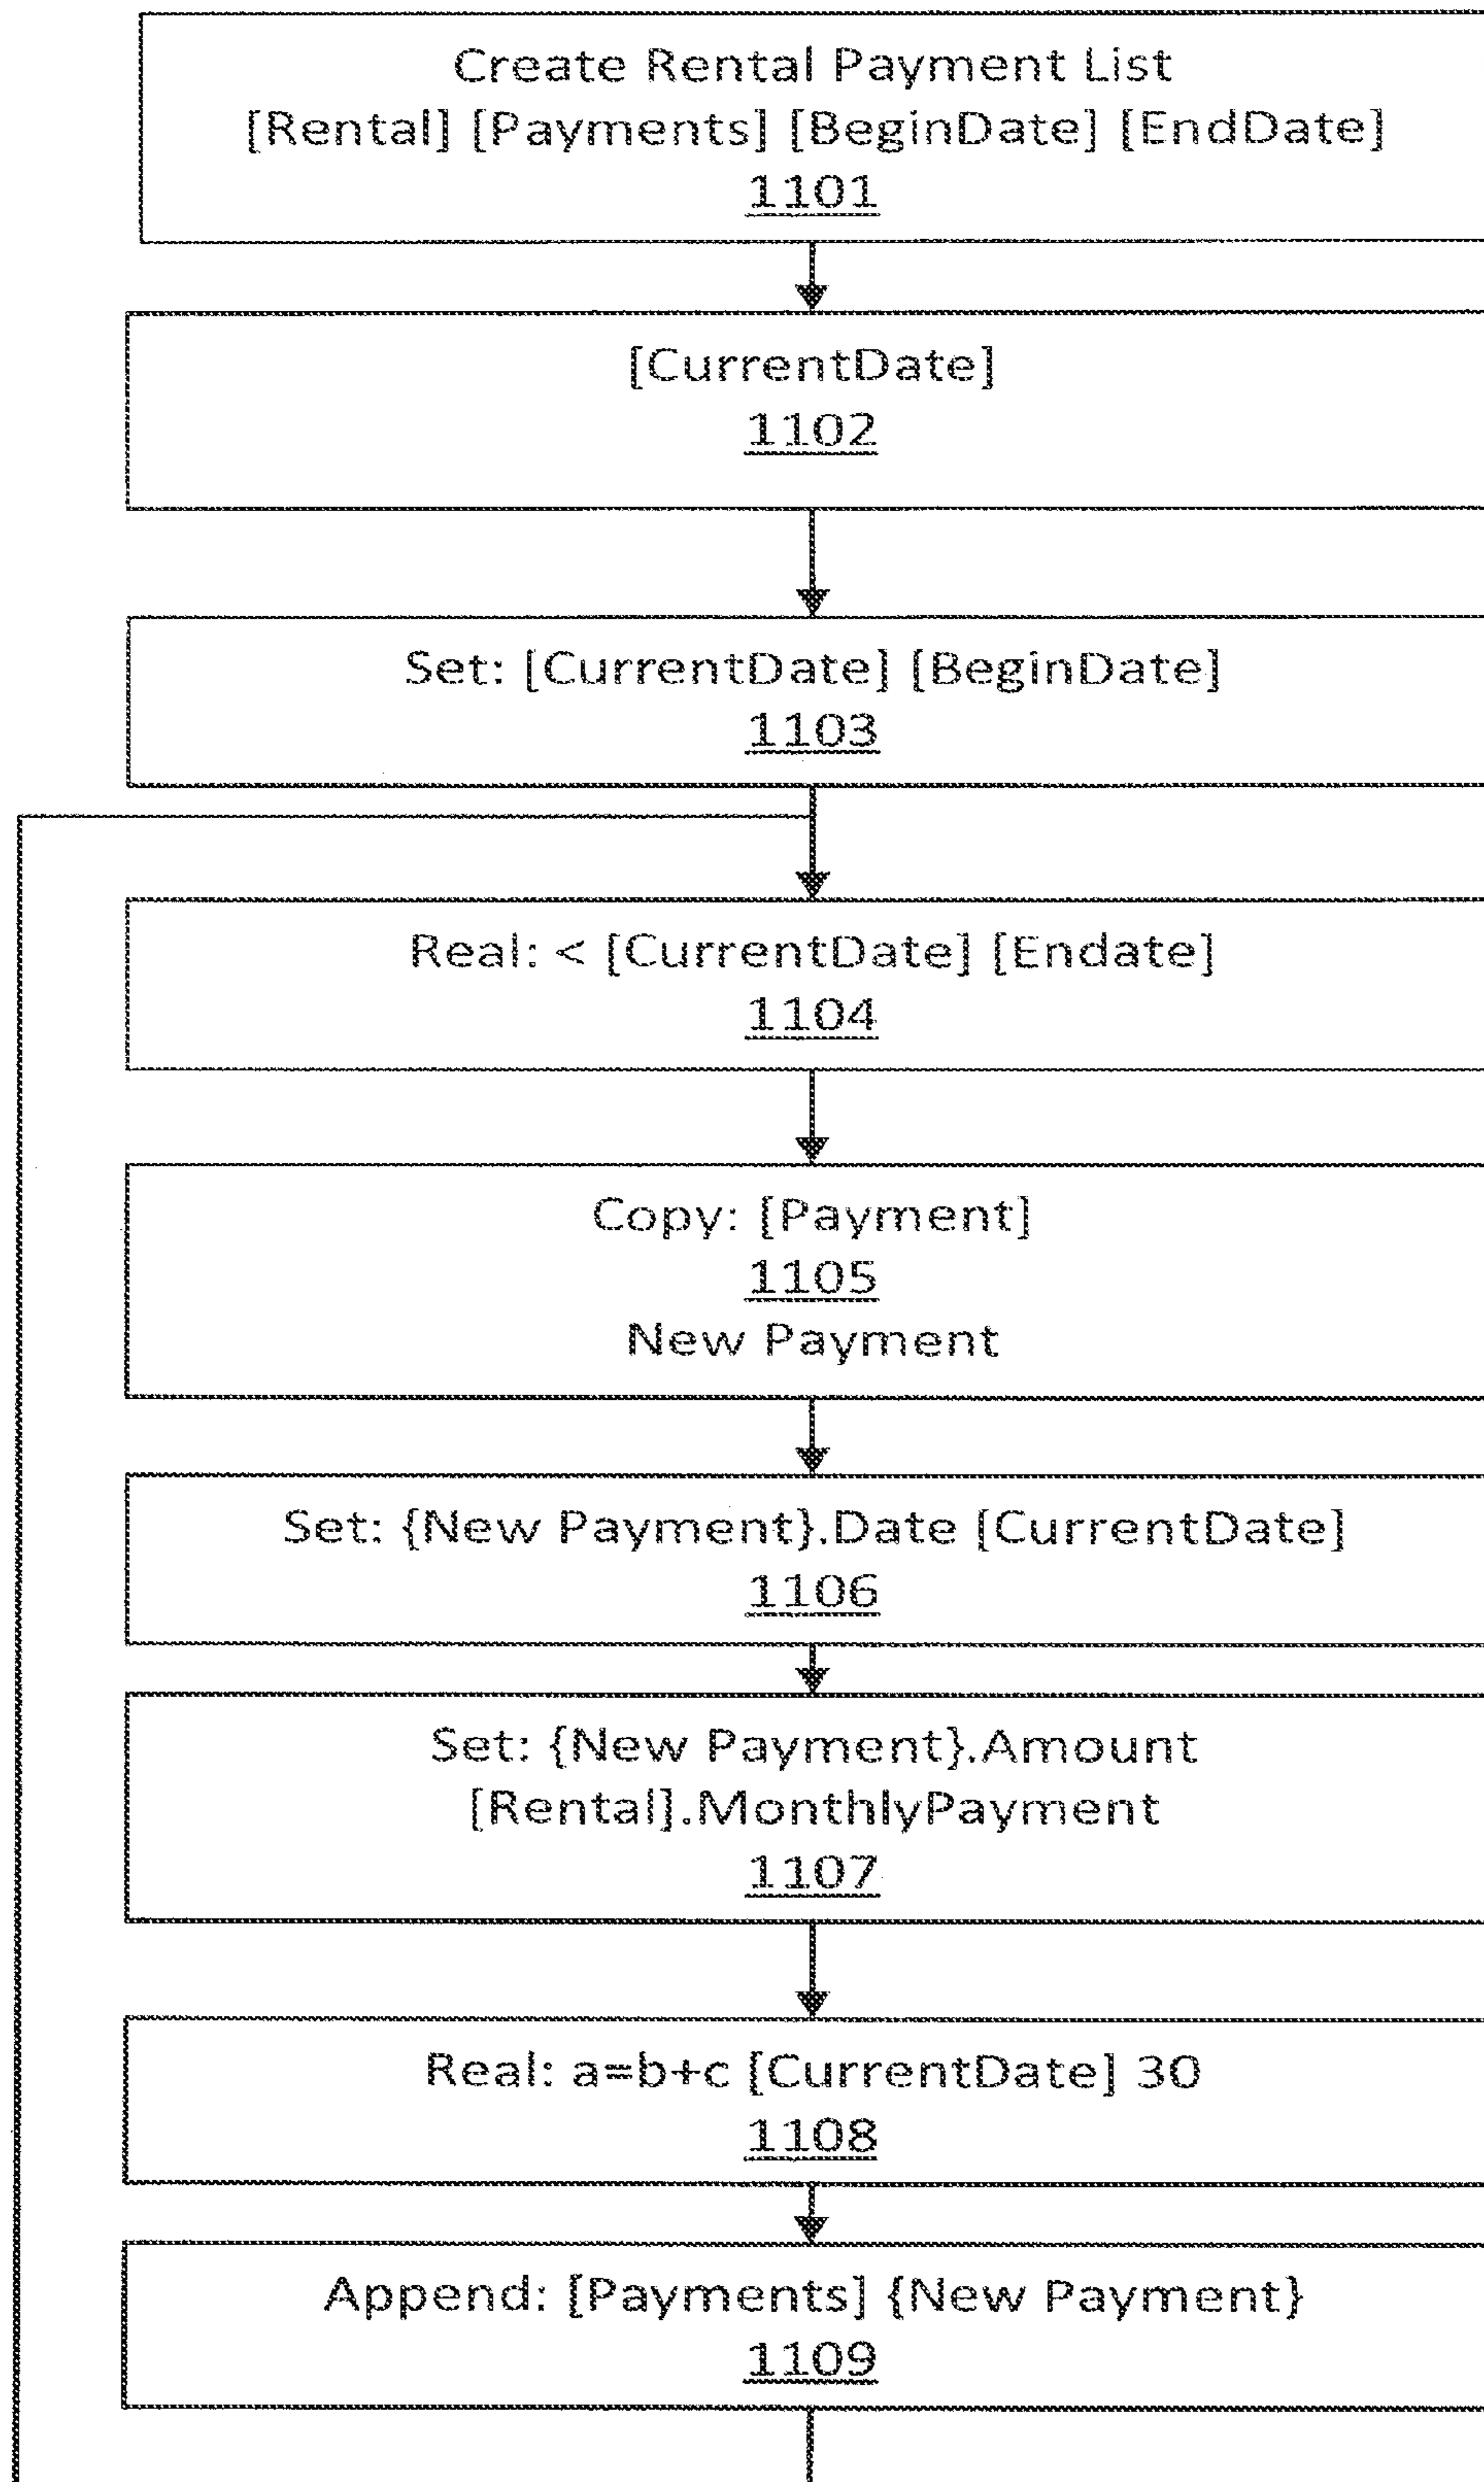 Create Rental Payment List
[Rental] [Payments] [BeginDate] [EndDate]
1101
[CurrentDate]
1102
Set: [CurrentDate] [BeginDate]
1103
Real: < [CurrentDate] [Endate]
1104
Copy: [Payment]
1105
New Payment
Set: {New Payment}.Date [CurrentDate]
1106
Set: {New Payment}.Amount
[Rental].MonthlyPayment
1107
Real: a=b+c [CurrentDate] 30
1108
Append: [Payments] {New Payment}
1109